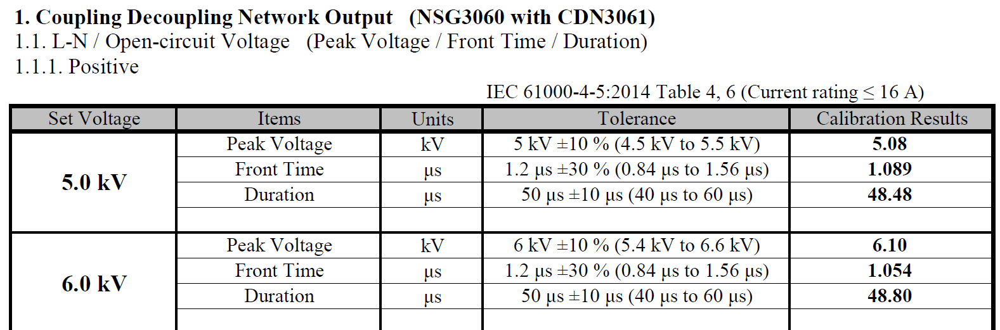 1. Coupling Decoupling Network Output (NSG3060 with CDN3061)
1.1. L-N / Open-circuit Voltage (Peak Voltage / Front Time / Duration)
1.1.1. Positive
IEC 61000-4-5:2014 Table 4, 6 (Current rating ≤ 16 A)
Set Voltage Items Units Tolerance Calibration Results
5.0 kV
Peak Voltage kV 5 kV ±10 % (4.5 kV to 5.5 kV) 5.08
Front Time μs 1.2 μs ±30 % (0.84 μs to 1.56 μs) 1.089
Duration μs 50 μs ±10 μs (40 μs to 60 μs) 48.48
6.0 kV
Peak Voltage kV 6 kV ±10 % (5.4 kV to 6.6 kV) 6.10
Front Time μs 1.2 μs ±30 % (0.84 μs to 1.56 μs) 1.054
Duration μs 50 μs ±10 μs (40 μs to 60 μs) 48.80